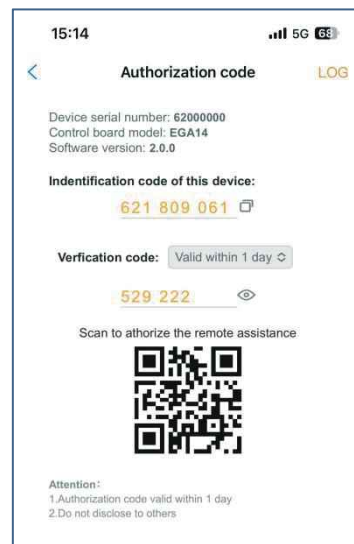 15:14 5G 68
Authorization code LOG
Device serial number: 62000000
Control board model: EGA14
Software version: 2.0.0
Indentification code of this device:
621 809 061
Verfication code: Valid within 1 day
529 222
Scan to athorize the remote assistance
Attention:
1.Authorization code valid within 1 day
2.Do not disclose to others